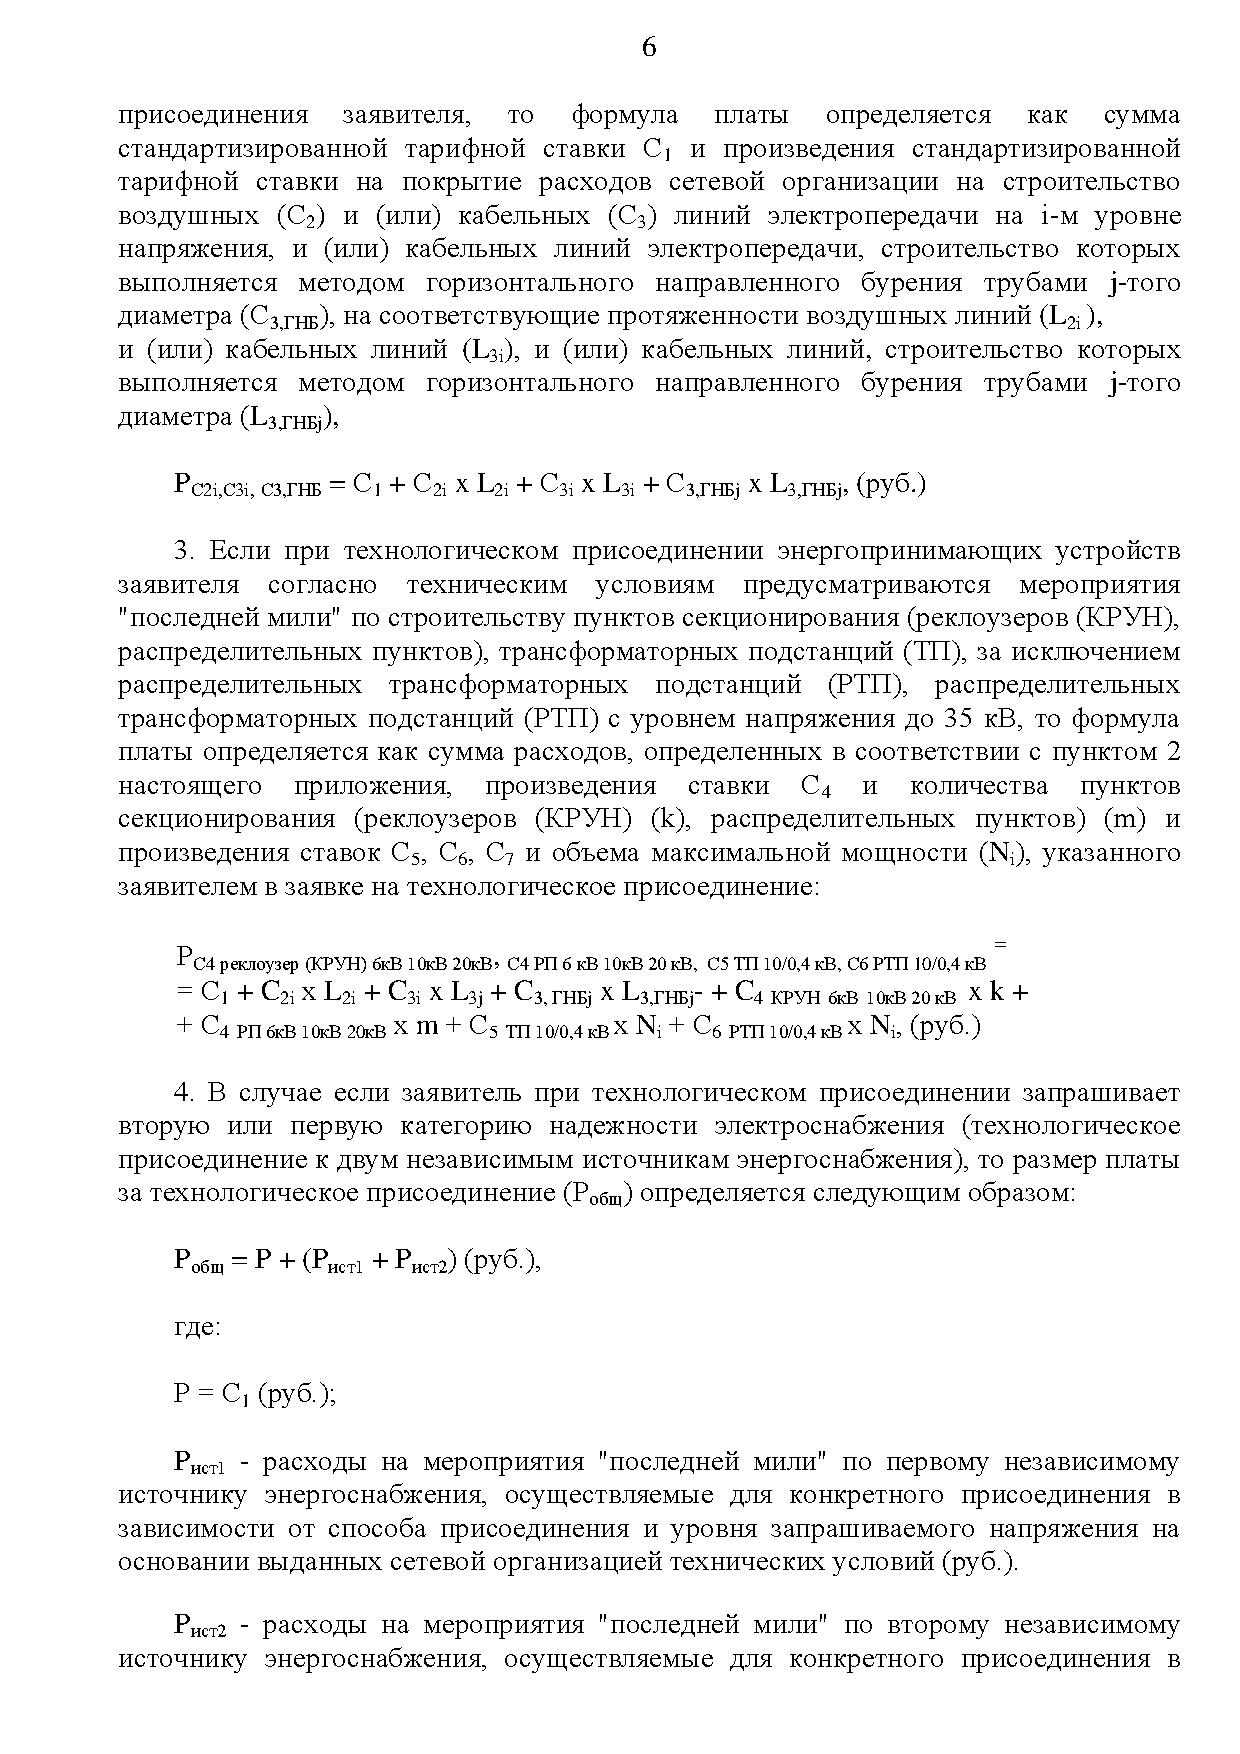 6
присоединения заявителя, то формула платы определяется как сумма
стандартизированной тарифной ставки С1 и произведения стандартизированной
тарифной ставки на покрытие расходов сетевой организации на строительство
воздушных (С2) и (или) кабельных (С3) линий электропередачи на i-м уровне
напряжения, и (или) кабельных линий электропередачи, строительство которых
выполняется методом горизонтального направленного бурения трубами j-того
диаметра (С3,ГНБ), на соответствующие протяженности воздушных линий (L2i ),
и (или) кабельных линий (L3i), и (или) кабельных линий, строительство которых
выполняется методом горизонтального направленного бурения трубами j-того
диаметра (L3,ГНБj),
PC2i,C3i, C3,ГНБ = C1 + C2i x L2i + C3i x L3i + C3,ГНБj x L3,ГНБj, (руб.)
3. Если при технологическом присоединении энергопринимающих устройств
заявителя согласно техническим условиям предусматриваются мероприятия
"последней мили" по строительству пунктов секционирования (реклоузеров (КРУН),
распределительных пунктов), трансформаторных подстанций (ТП), за исключением
распределительных трансформаторных подстанций (РТП), распределительных
трансформаторных подстанций (РТП) с уровнем напряжения до 35 кВ, то формула
платы определяется как сумма расходов, определенных в соответствии с пунктом 2
настоящего приложения, произведения ставки С4 и количества пунктов
секционирования (реклоузеров (КРУН) (k), распределительных пунктов) (m) и
произведения ставок С5, С6, С7 и объема максимальной мощности (Ni), указанного
заявителем в заявке на технологическое присоединение:
PC4 реклоузер (КРУН) 6кВ 10кВ 20кВ, C4 РП 6 кВ 10кВ 20 кВ, C5 ТП 10/0,4 кВ, C6 РТП 10/0,4 кВ =
= C1 + C2i x L2i + C3i x L3j + C3, ГНБj x L3,ГНБj- + C4 КРУН 6кВ 10кВ 20 кВ x k +
+ C4 РП 6кВ 10кВ 20кВ x m + C5 ТП 10/0,4 кВ x Ni + C6 РТП 10/0,4 кВ x Ni, (руб.)
4. В случае если заявитель при технологическом присоединении запрашивает
вторую или первую категорию надежности электроснабжения (технологическое
присоединение к двум независимым источникам энергоснабжения), то размер платы
за технологическое присоединение (Робщ) определяется следующим образом:
Робщ = Р + (Рист1 + Рист2) (руб.),
где:
Р = С1 (руб.);
Рист1 - расходы на мероприятия "последней мили" по первому независимому
источнику энергоснабжения, осуществляемые для конкретного присоединения в
зависимости от способа присоединения и уровня запрашиваемого напряжения на
основании выданных сетевой организацией технических условий (руб.).
Рист2 - расходы на мероприятия "последней мили" по второму независимому
источнику энергоснабжения, осуществляемые для конкретного присоединения в